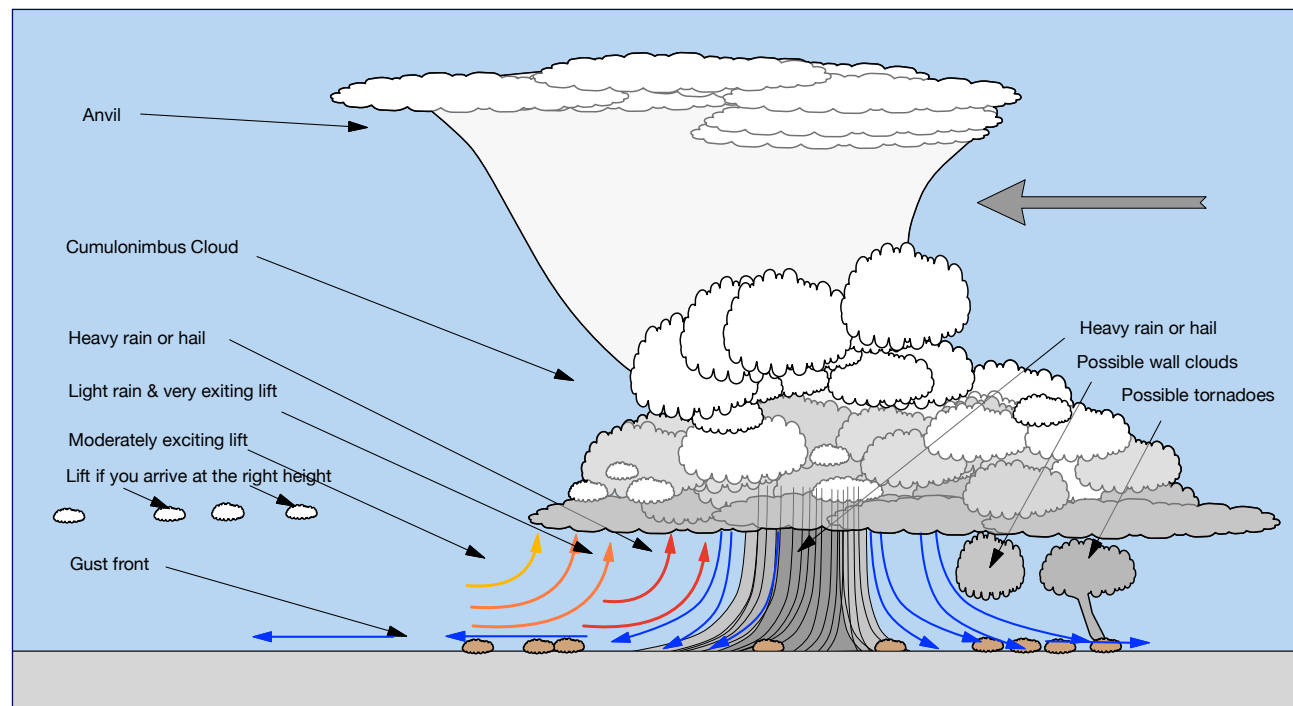 Anvil
Cumulonimbus Cloud
Heavy rain or hail
Light rain & very exiting lift
Moderately exciting lift
Lift if you arrive at the right height
Gust front
Heavy rain or hail
Possible wall clouds
Possible tornadoes